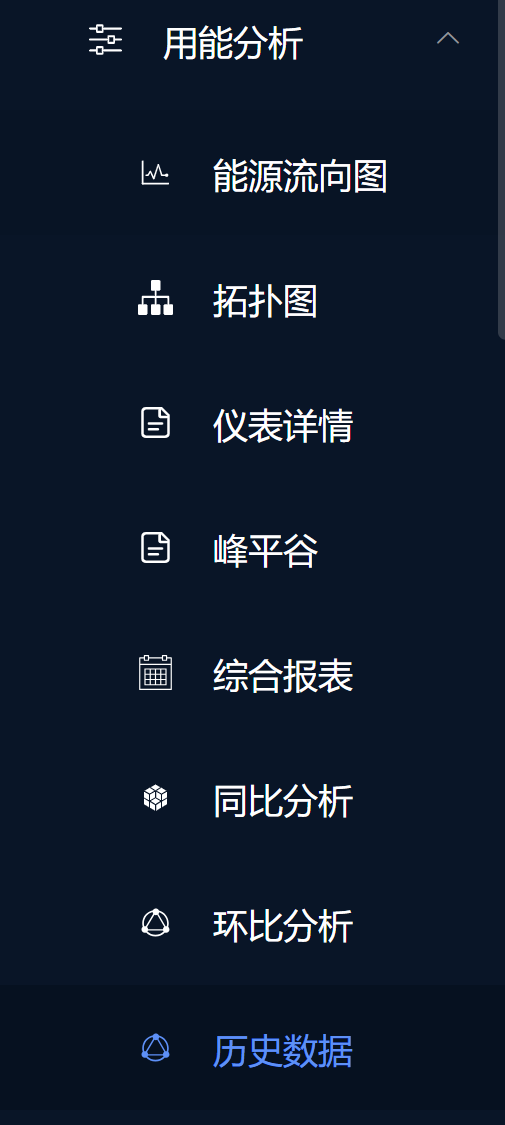 用能分析
能源流向图
拓扑图
仪表详情
峰平谷
综合报表
同比分析
环比分析
历史数据